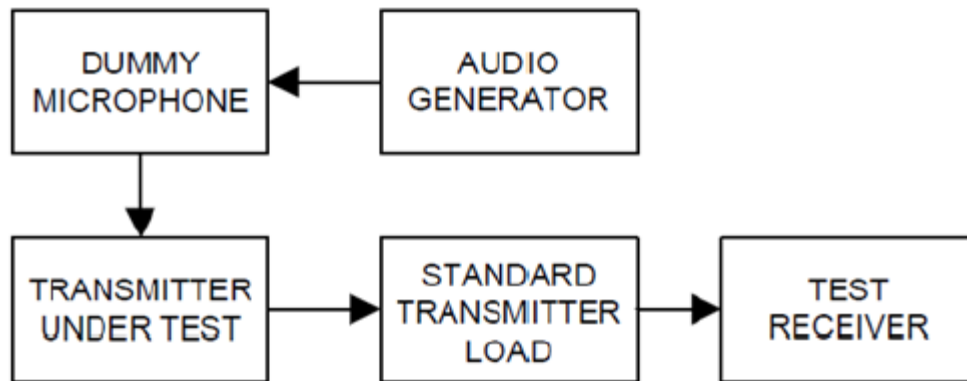 DUMMY
MICROPHONE
AUDIO
GENERATOR
TRANSMITTER
UNDER TEST
STANDARD
TRANSMITTER
LOAD
TEST
RECEIVER